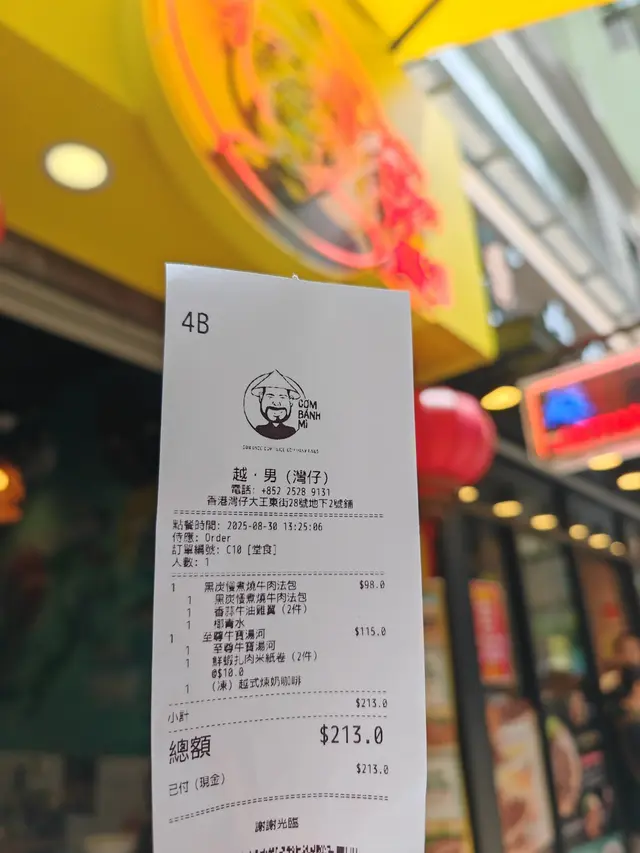 4B
CƠM
BÁNH
MÌ
越・男 (灣仔)
電話: +852 2528 9131
香港灣仔大王東街28號地下2號鋪
點餐時間: 2025-08-30 13:25:06
侍應: Order
訂單編號: C10 [堂食]
人數: 1
1 黑炭慢煮燒牛肉法包 $98.0
1 黑炭慢煮燒牛肉法包
1 香蒜牛油雞翼 (2件)
1 椰青水
1 至尊牛寶湯河 $115.0
1 至尊牛寶湯河
1 鮮蝦扎肉米紙卷 (2件)
@$10.0
1 (凍) 越式煉奶咖啡
小計 $213.0
總額 $213.0
已付 (現金) $213.0
謝謝光臨